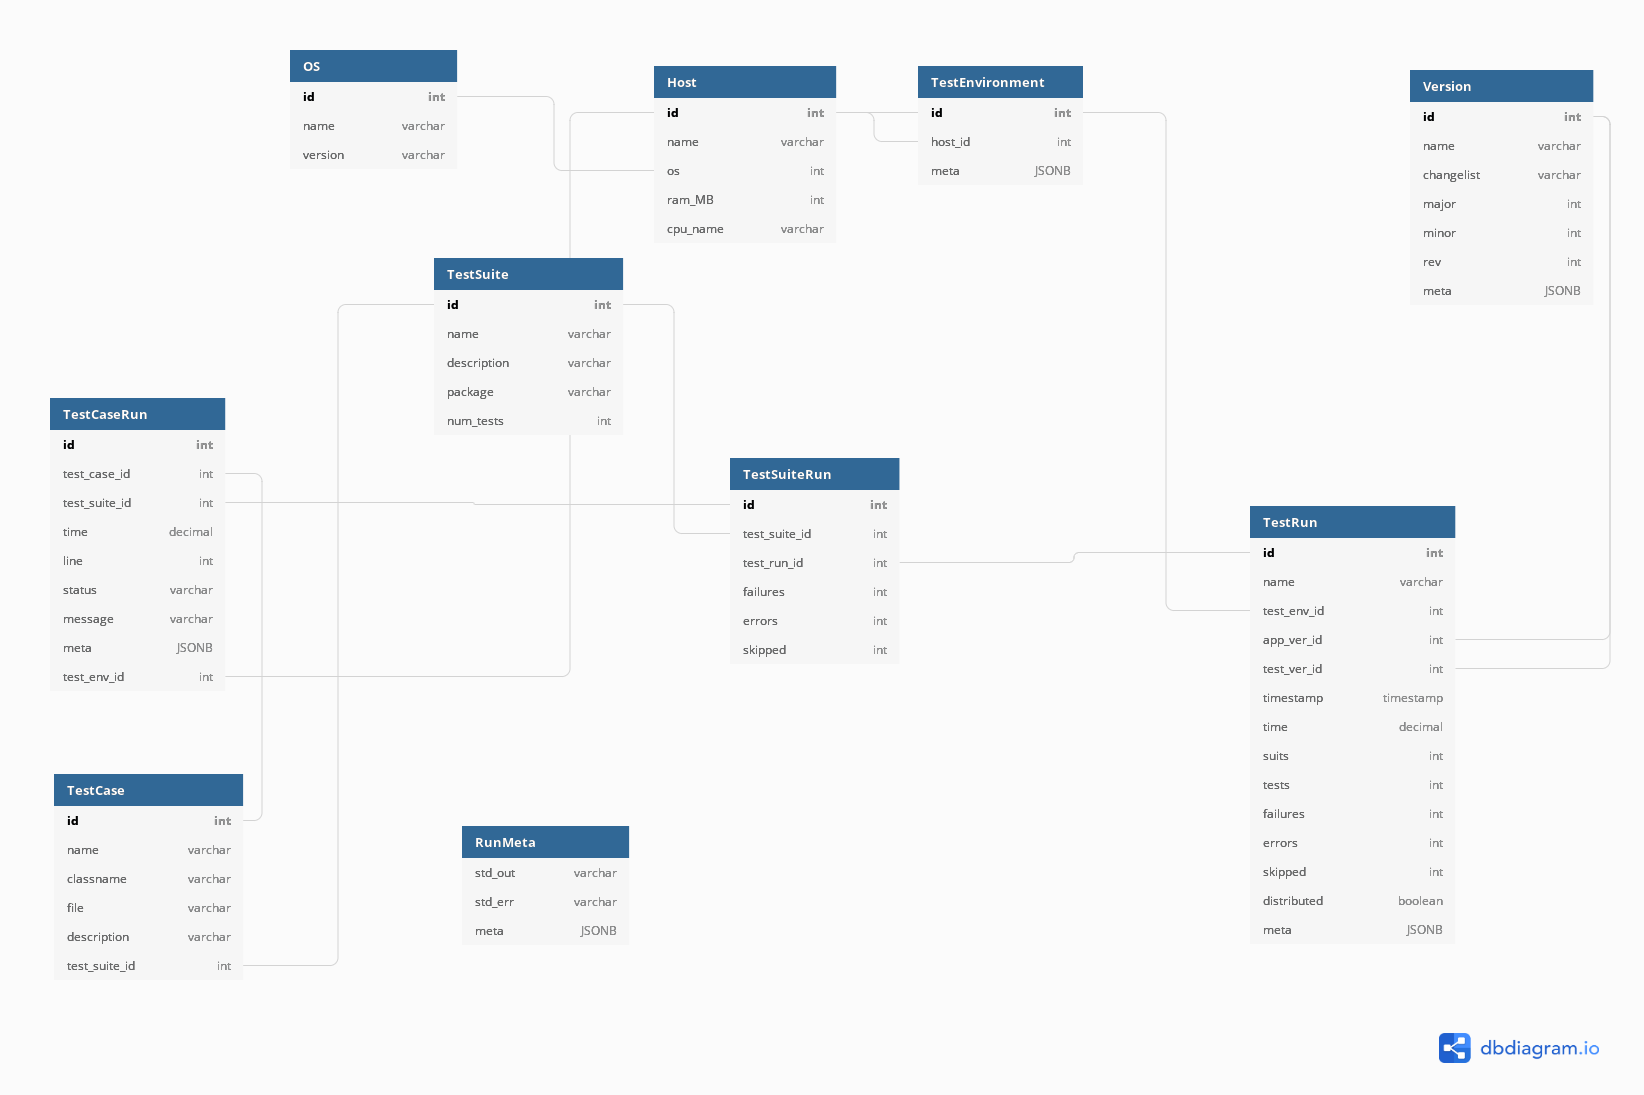 OS
id int
name varchar
version varchar
Host
id int
name varchar
os int
ram_MB int
cpu_name varchar
TestEnvironment
id int
host_id int
meta JSONB
Version
id int
name varchar
changelist varchar
major int
minor int
rev int
meta JSONB
TestSuite
id int
name varchar
description varchar
package varchar
num_tests int
TestCaseRun
id int
test_case_id int
test_suite_id int
time decimal
line int
status varchar
message varchar
meta JSONB
test_env_id int
TestSuiteRun
id int
test_suite_id int
test_run_id int
failures int
errors int
skipped int
TestRun
id int
name varchar
test_env_id int
app_ver_id int
test_ver_id int
timestamp timestamp
time decimal
suits int
tests int
failures int
errors int
skipped int
distributed boolean
meta JSONB
TestCase
id int
name varchar
classname varchar
file varchar
description varchar
test_suite_id int
RunMeta
std_out varchar
std_err varchar
meta JSONB
dbdiagram.io